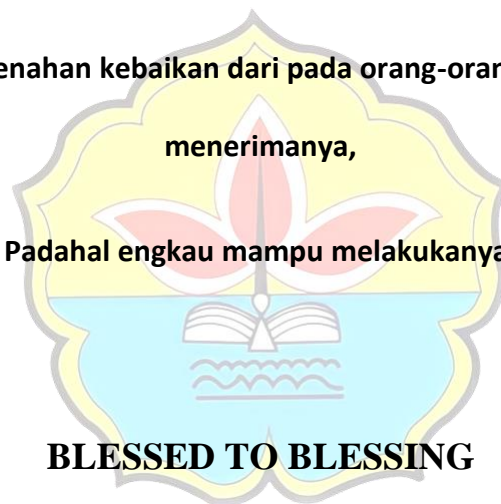 enahan kebaikan dari pada orang-oran
menerimanya,
Padahal engkau mampu melakukanya
BLESSED TO BLESSING